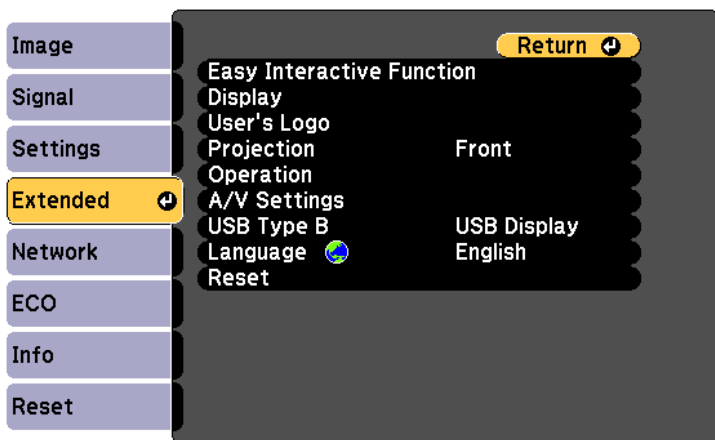 Image
Signal
Settings
Extended
Network
ECO
Info
Reset
Return
Easy Interactive Function
Display
User's Logo
Projection Front
Operation
A/V Settings
USB Type B USB Display
Language English
Reset